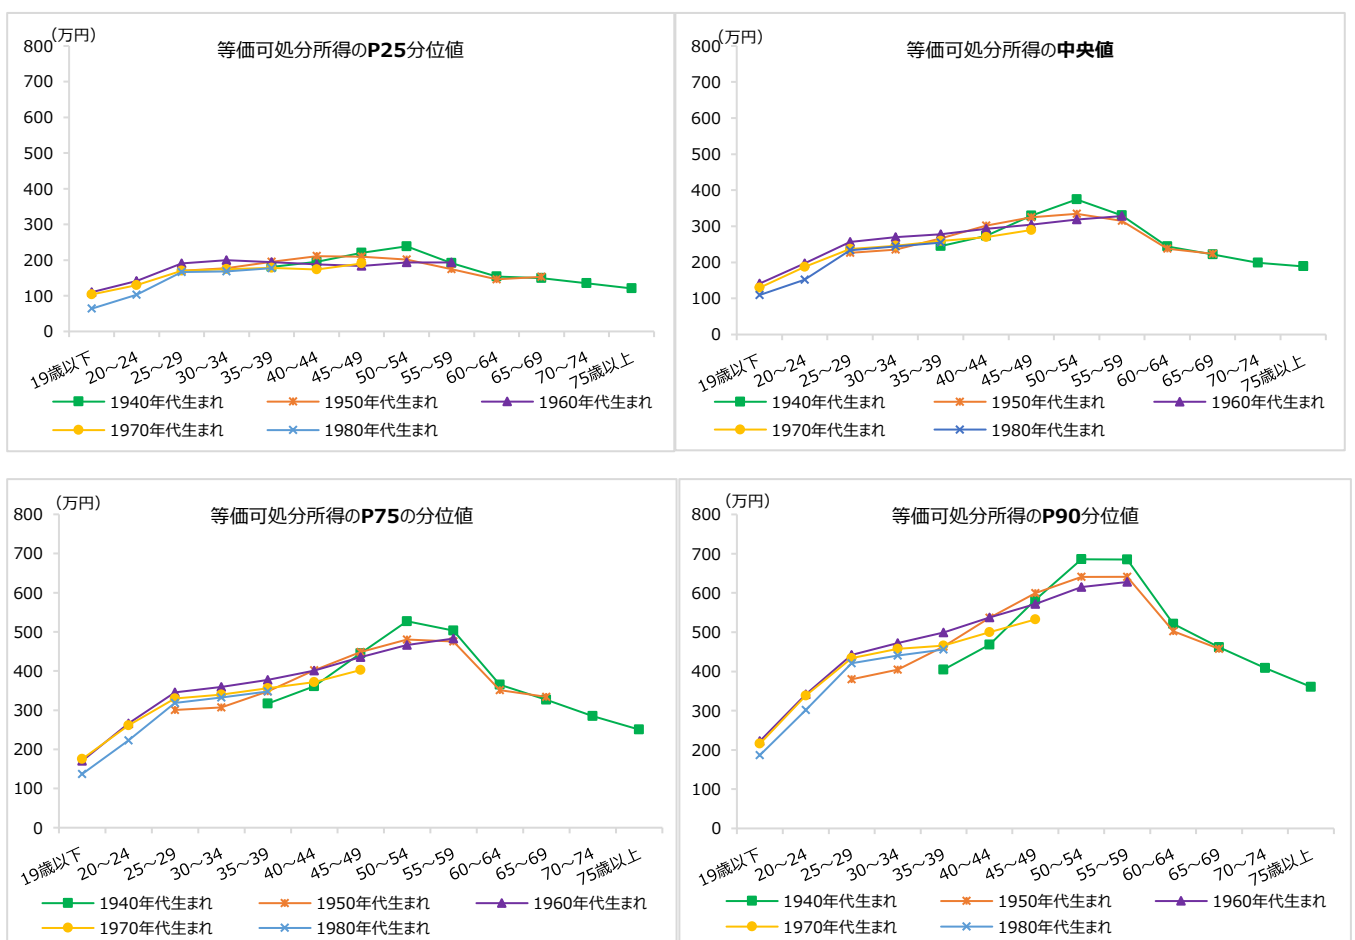 (万円)
等価可処分所得のP25分位値
800
700
600
500
400
300
200
100
0
19歳以下 20～24 25～29 30～34 35～39 40～44 45～49 50～54 55～59 60～64 65～69 70～74 75歳以上
1940年代生まれ 1950年代生まれ 1960年代生まれ
1970年代生まれ 1980年代生まれ
(万円)
等価可処分所得の中央値
800
700
600
500
400
300
200
100
0
19歳以下 20～24 25～29 30～34 35～39 40～44 45～49 50～54 55～59 60～64 65～69 70～74 75歳以上
1940年代生まれ 1950年代生まれ 1960年代生まれ
1970年代生まれ 1980年代生まれ
(万円)
等価可処分所得のP75の分位値
800
700
600
500
400
300
200
100
0
19歳以下 20～24 25～29 30～34 35～39 40～44 45～49 50～54 55～59 60～64 65～69 70～74 75歳以上
1940年代生まれ 1950年代生まれ 1960年代生まれ
1970年代生まれ 1980年代生まれ
(万円)
等価可処分所得のP90分位値
800
700
600
500
400
300
200
100
0
19歳以下 20～24 25～29 30～34 35～39 40～44 45～49 50～54 55～59 60～64 65～69 70～74 75歳以上
1940年代生まれ 1950年代生まれ 1960年代生まれ
1970年代生まれ 1980年代生まれ